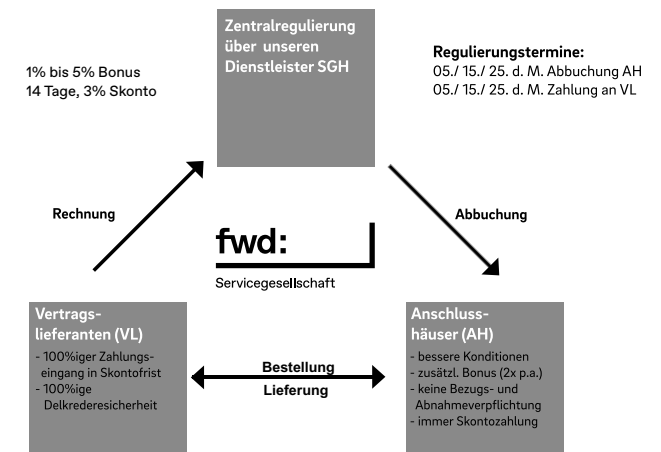 Zentralregulierung
über unseren
Dienstleister SGH
1% bis 5% Bonus
14 Tage, 3% Skonto
Regulierungstermine:
05./ 15./ 25. d. M. Abbuchung AH
05./ 15./ 25. d. M. Zahlung an VL
Rechnung
Abbuchung
fwd:
Servicegesellschaft
Vertrags-
lieferanten (VL)
- 100%iger Zahlungs-
eingang in Skontofrist
- 100%ige
Delkrederesicherheit
Bestellung
Lieferung
Anschluss-
häuser (AH)
- bessere Konditionen
- zusätzl. Bonus (2x p.a.)
- keine Bezugs- und
Abnahmeverpflichtung
- immer Skontozahlung